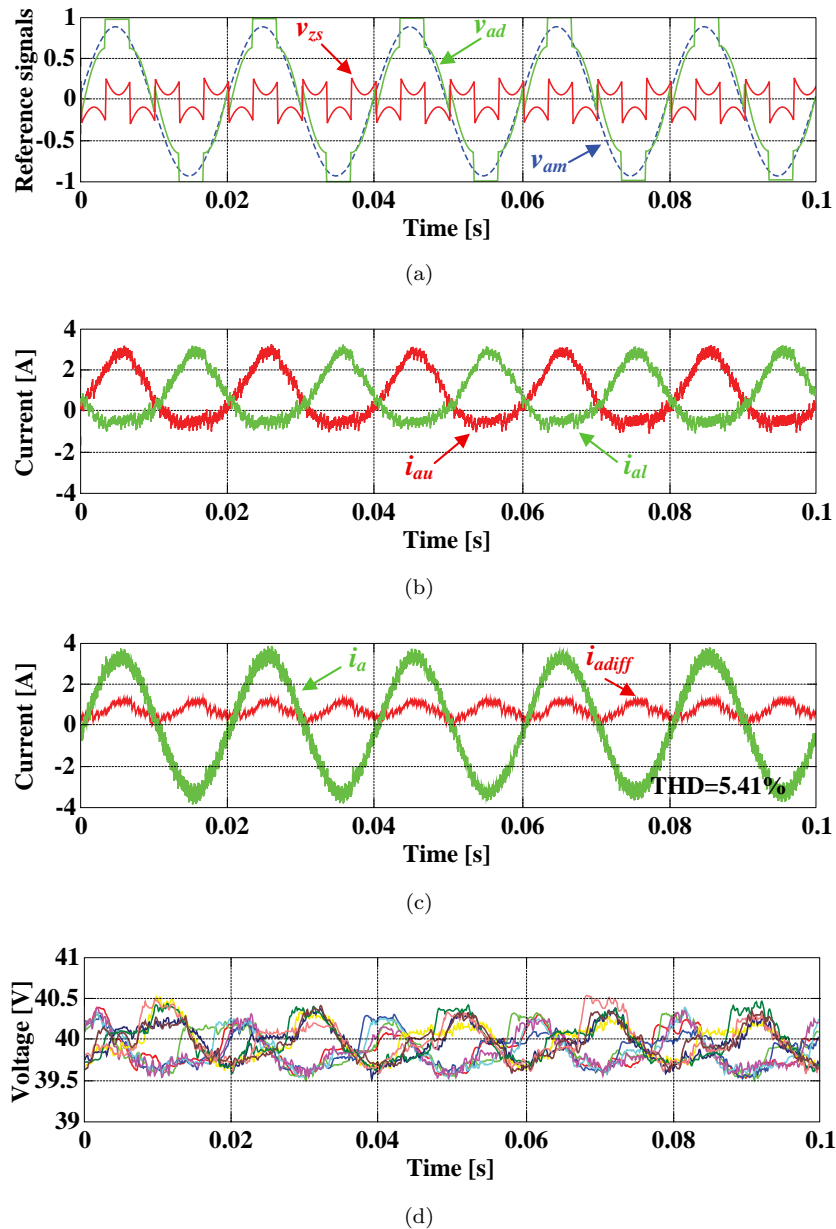 1
0.5
0
-0.5
-1
Reference signals
v_zs
v_ad
v_am
0 0.02 0.04 0.06 0.08 0.1
Time [s]
(a)
4
2
0
-2
-4
Current [A]
i_au
i_al
0 0.02 0.04 0.06 0.08 0.1
Time [s]
(b)
4
2
0
-2
-4
Current [A]
i_a
i_adiff
THD=5.41%
0 0.02 0.04 0.06 0.08 0.1
Time [s]
(c)
41
40.5
40
39.5
39
Voltage [V]
0 0.02 0.04 0.06 0.08 0.1
Time [s]
(d)